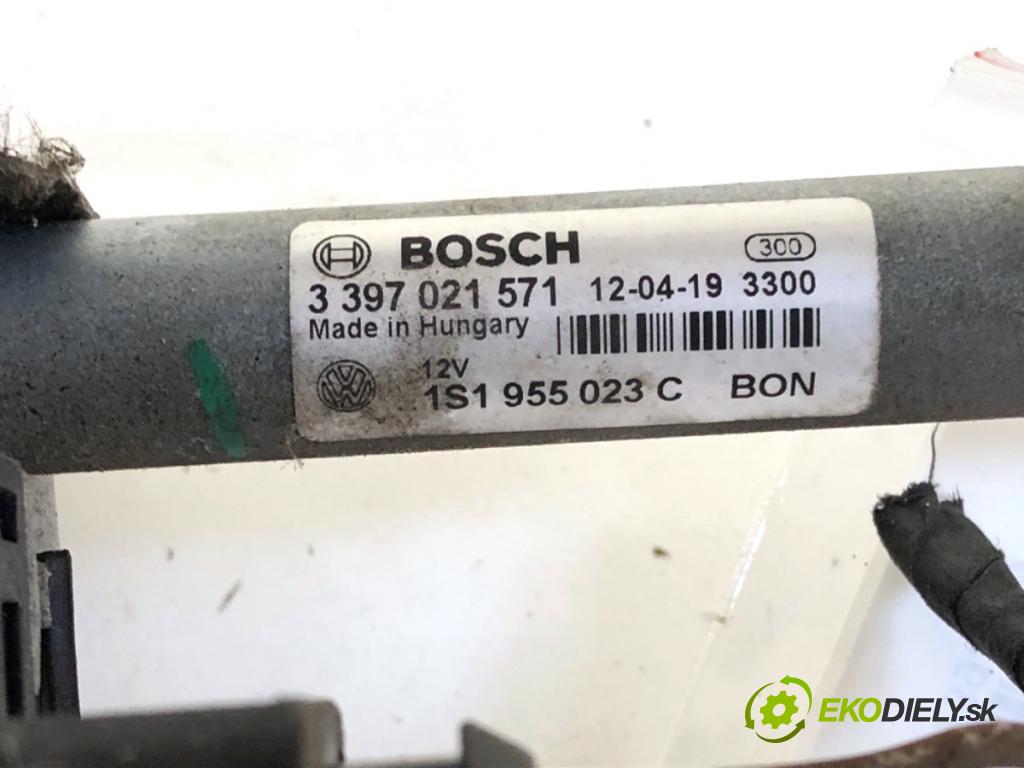 BOSCH 300
3 397 021 571 12-04-19 3300
Made in Hungary
12V
1S1 955 023 C BON
EKODIELY.sk